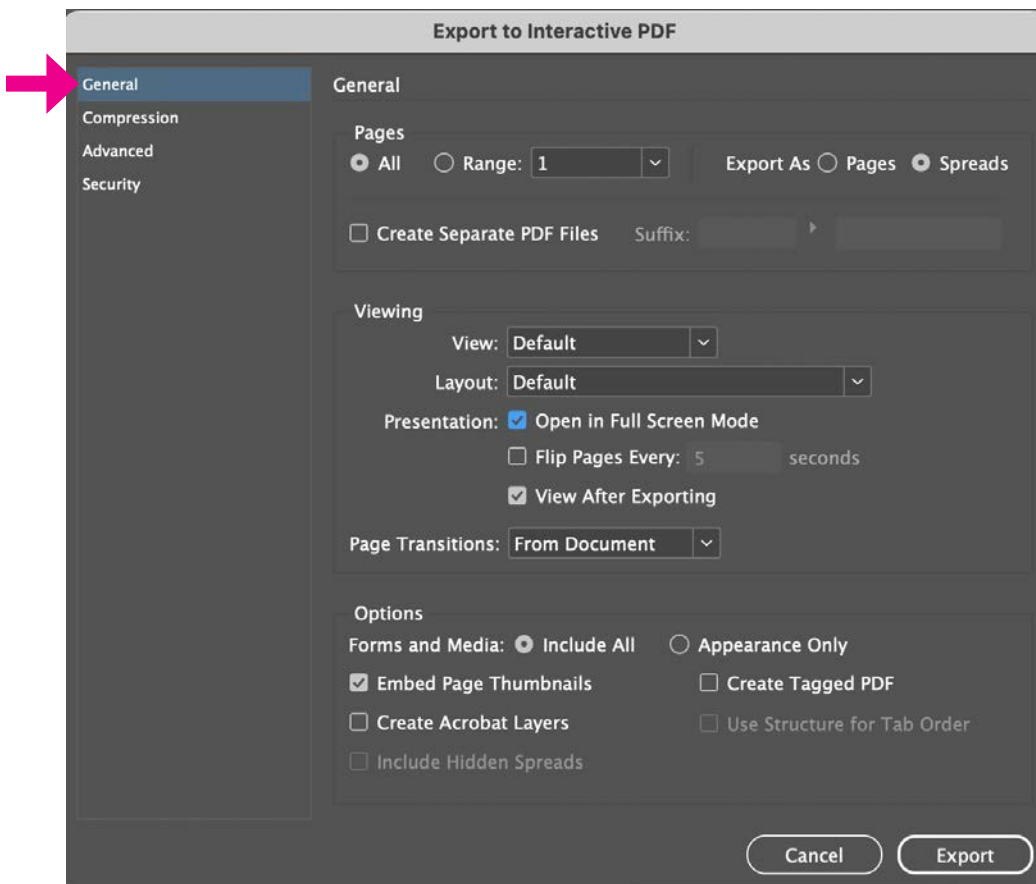 Export to Interactive PDF
General
Compression
Advanced
Security
General
Pages
All Range: 1 Export As Pages Spreads
Create Separate PDF Files Suffix:
Viewing
View: Default
Layout: Default
Presentation: Open in Full Screen Mode
Flip Pages Every: 5 seconds
View After Exporting
Page Transitions: From Document
Options
Forms and Media: Include All Appearance Only
Embed Page Thumbnails Create Tagged PDF
Create Acrobat Layers Use Structure for Tab Order
Include Hidden Spreads
Cancel Export